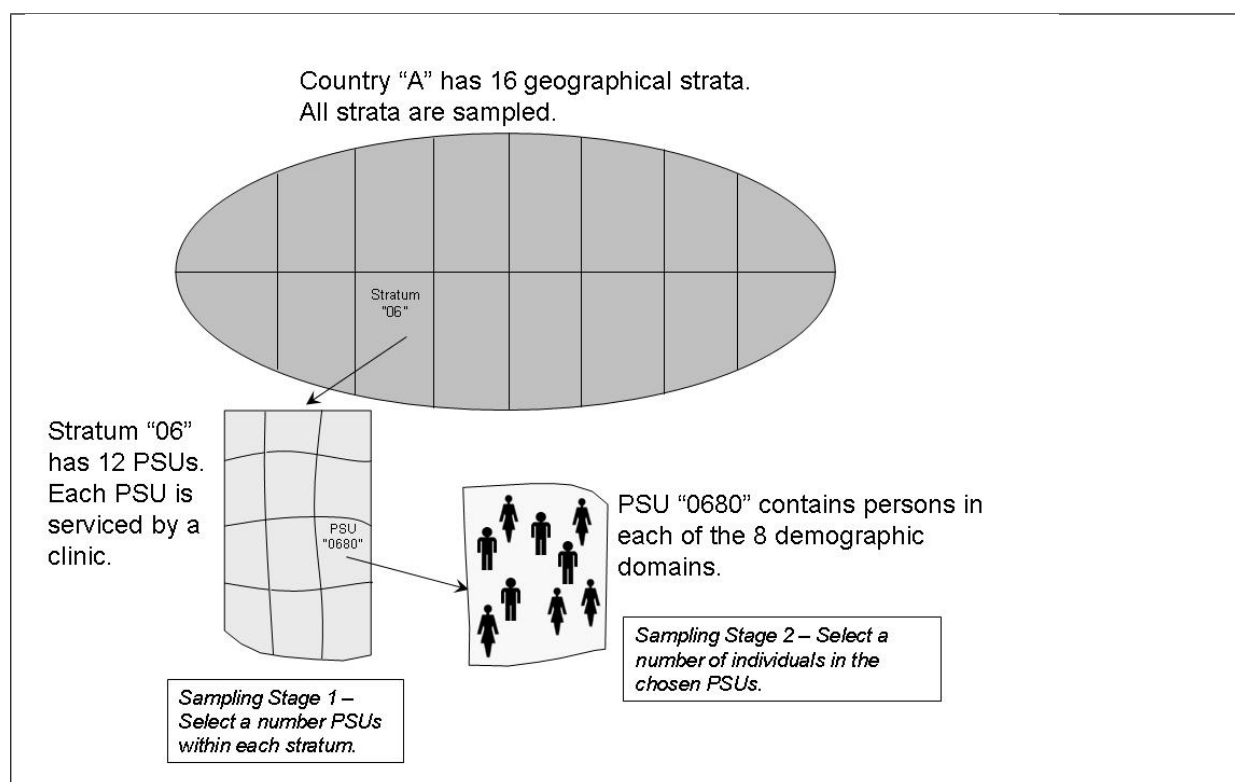 Country “A” has 16 geographical strata.
All strata are sampled.
Stratum
"06"
Stratum “06”
has 12 PSUs.
Each PSU is
serviced by a
clinic.
PSU
"0680"
PSU “0680” contains persons in
each of the 8 demographic
domains.
Sampling Stage 2 – Select a
number of individuals in the
chosen PSUs.
Sampling Stage 1 –
Select a number PSUs
within each stratum.